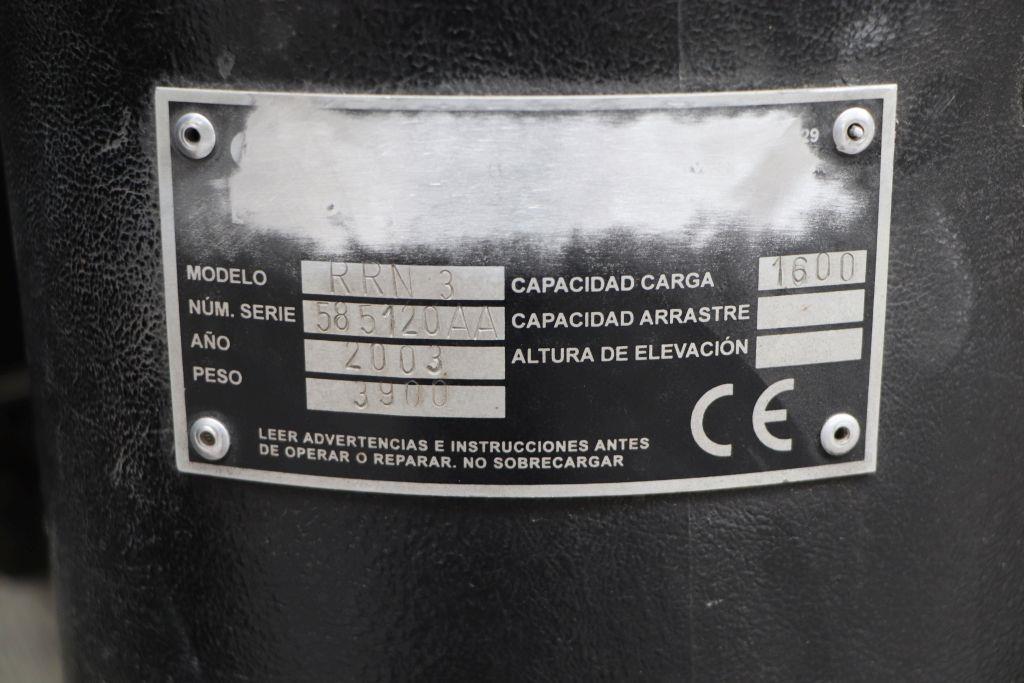 29
MODELO RRN 3 CAPACIDAD CARGA 1600
NÚM. SERIE 585120AA CAPACIDAD ARRASTRE
AÑO 2003 ALTURA DE ELEVACIÓN
PESO 3900
CE
LEER ADVERTENCIAS E INSTRUCCIONES ANTES
DE OPERAR O REPARAR. NO SOBRECARGAR